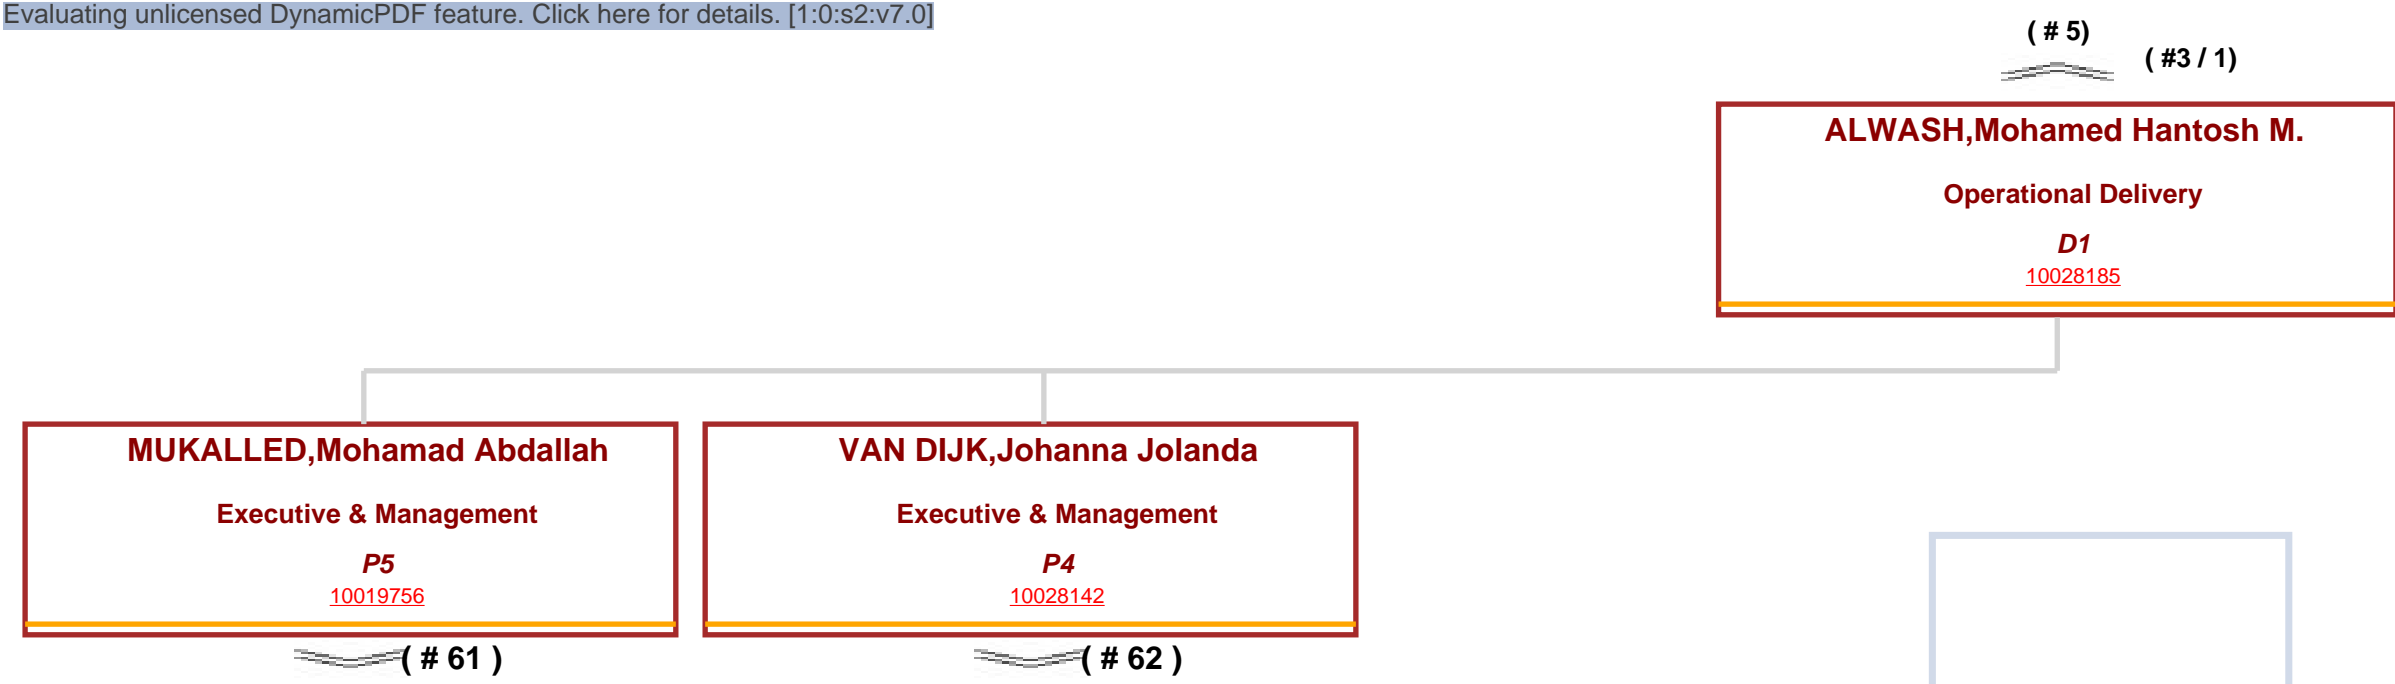 Evaluating unlicensed DynamicPDF feature. Click here for details. [1:0:s2:v7.0]
( # 5)
( #3 / 1)
ALWASH,Mohamed Hantosh M.
Operational Delivery
D1
10028185
MUKALLED,Mohamad Abdallah
Executive & Management
P5
10019756
( # 61 )
VAN DIJK,Johanna Jolanda
Executive & Management
P4
10028142
( # 62 )